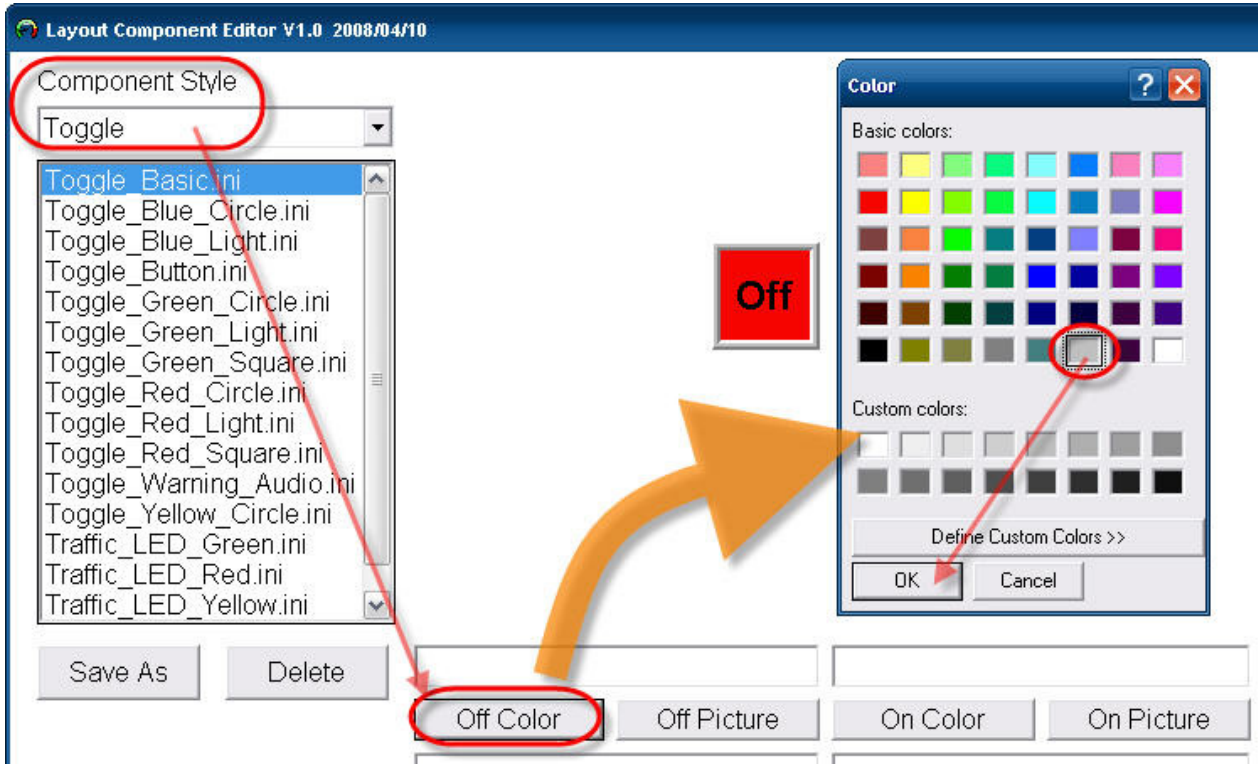 Layout Component Editor V1.0 2008/04/10
Component Style
Toggle
Toggle_Basic.ini
Toggle_Blue_Circle.ini
Toggle_Blue_Light.ini
Toggle_Button.ini
Toggle_Green_Circle.ini
Toggle_Green_Light.ini
Toggle_Green_Square.ini
Toggle_Red_Circle.ini
Toggle_Red_Light.ini
Toggle_Red_Square.ini
Toggle_Warning_Audio.ini
Toggle_Yellow_Circle.ini
Traffic_LED_Green.ini
Traffic_LED_Red.ini
Traffic_LED_Yellow.ini
Save As Delete
Off
Color
Basic colors:
Custom colors:
Define Custom Colors >>
OK Cancel
Off Color Off Picture On Color On Picture